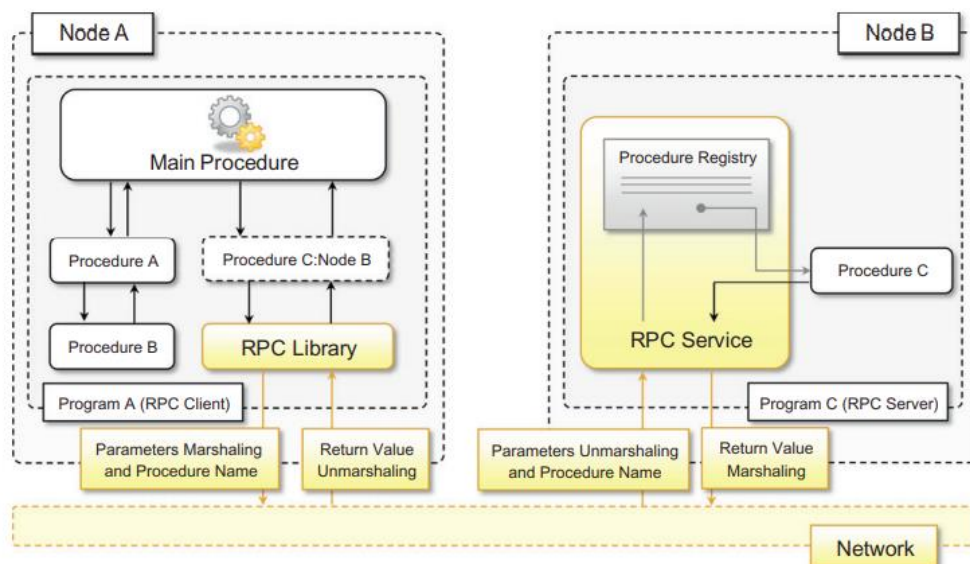 Node A
Node B
Main Procedure
Procedure Registry
Procedure A
Procedure C:Node B
Procedure C
Procedure B
RPC Library
RPC Service
Program A (RPC Client)
Program C (RPC Server)
Parameters Marshaling
and Procedure Name
Return Value
Unmarshaling
Parameters Unmarshaling
and Procedure Name
Return Value
Marshaling
Network